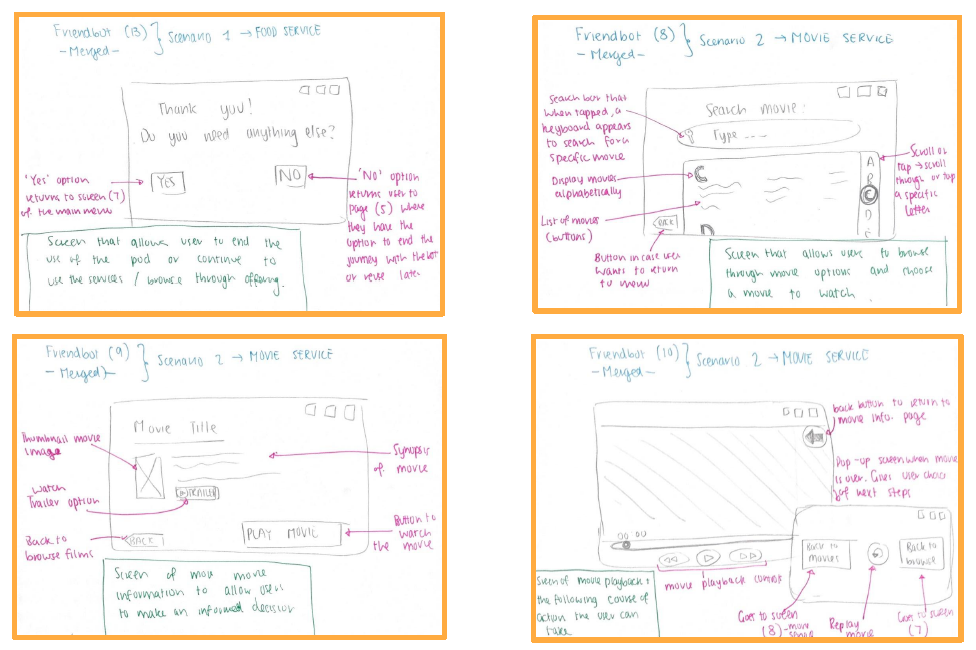 Friendbot (13) } Scenario 1 → FOOD SERVICE
- Merged -
Thank you!
Do you need anything else?
YES
NO
'Yes' option
returns to screen (7)
of the main menu
'NO' option
returns user to
page (5) where
they have the
option to end the
journey with the bot
or reuse later
Screen that allows user to end the
use of the pod or continue to
use the services / browse through offering.
Friendbot (8) } Scenario 2 → MOVIE SERVICE
- Merged -
Search movie:
Type ---
Search bar that
when tapped, a
keyboard appears
to search for a
specific movie
Display movies
alphabetically
List of movies
(buttons)
C
D
A
B
C
D
E
BACK
Scroll or
tap → scroll
through or tap
a specific
letter
Button in case user
wants to return
to menu
Screen that allows users to browse
through movie options and choose
a movie to watch.
Friendbot (9) } Scenario 2 → MOVIE SERVICE
- Merged -
Movie Title
Thumbnail movie
image
Synopsis
of movie
Watch
Trailer option
TRAILER
Back to
browse films
BACK
PLAY MOVIE
Button to
watch
the movie
Screen of movie
information to allow users
to make an informed decision
Friendbot (10) } Scenario 2 → MOVIE SERVICE
- Merged -
back button to return to
movie info. page
Pop-up screen when movie
is over. Gives user choice
of next steps
00:00
movie playback controls
Back to
movies
Back to
browse
Screen of movie playback &
the following course of
action the user can
take
Goes to screen
(8)
Replay
movie
Goes to screen
(7)